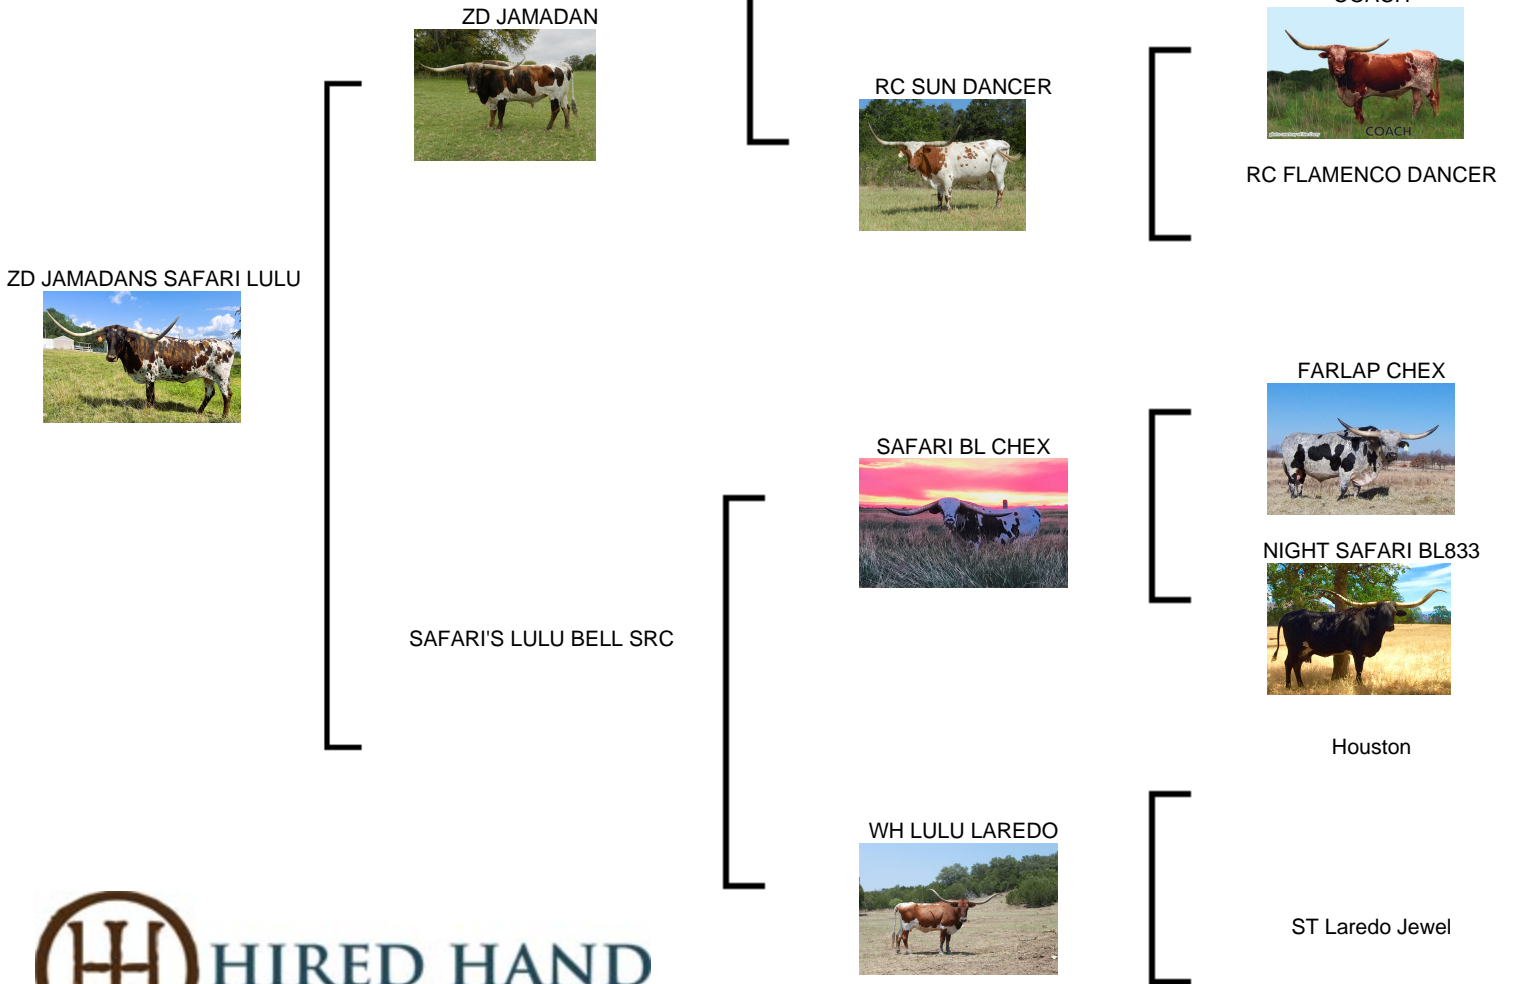 ZD JAMADAN
COACH
COACH
RC SUN DANCER
RC FLAMENCO DANCER
ZD JAMADANS SAFARI LULU
FARLAP CHEX
SAFARI BL CHEX
NIGHT SAFARI BL833
SAFARI'S LULU BELL SRC
Houston
WH LULU LAREDO
ST Laredo Jewel
HIRED HAND